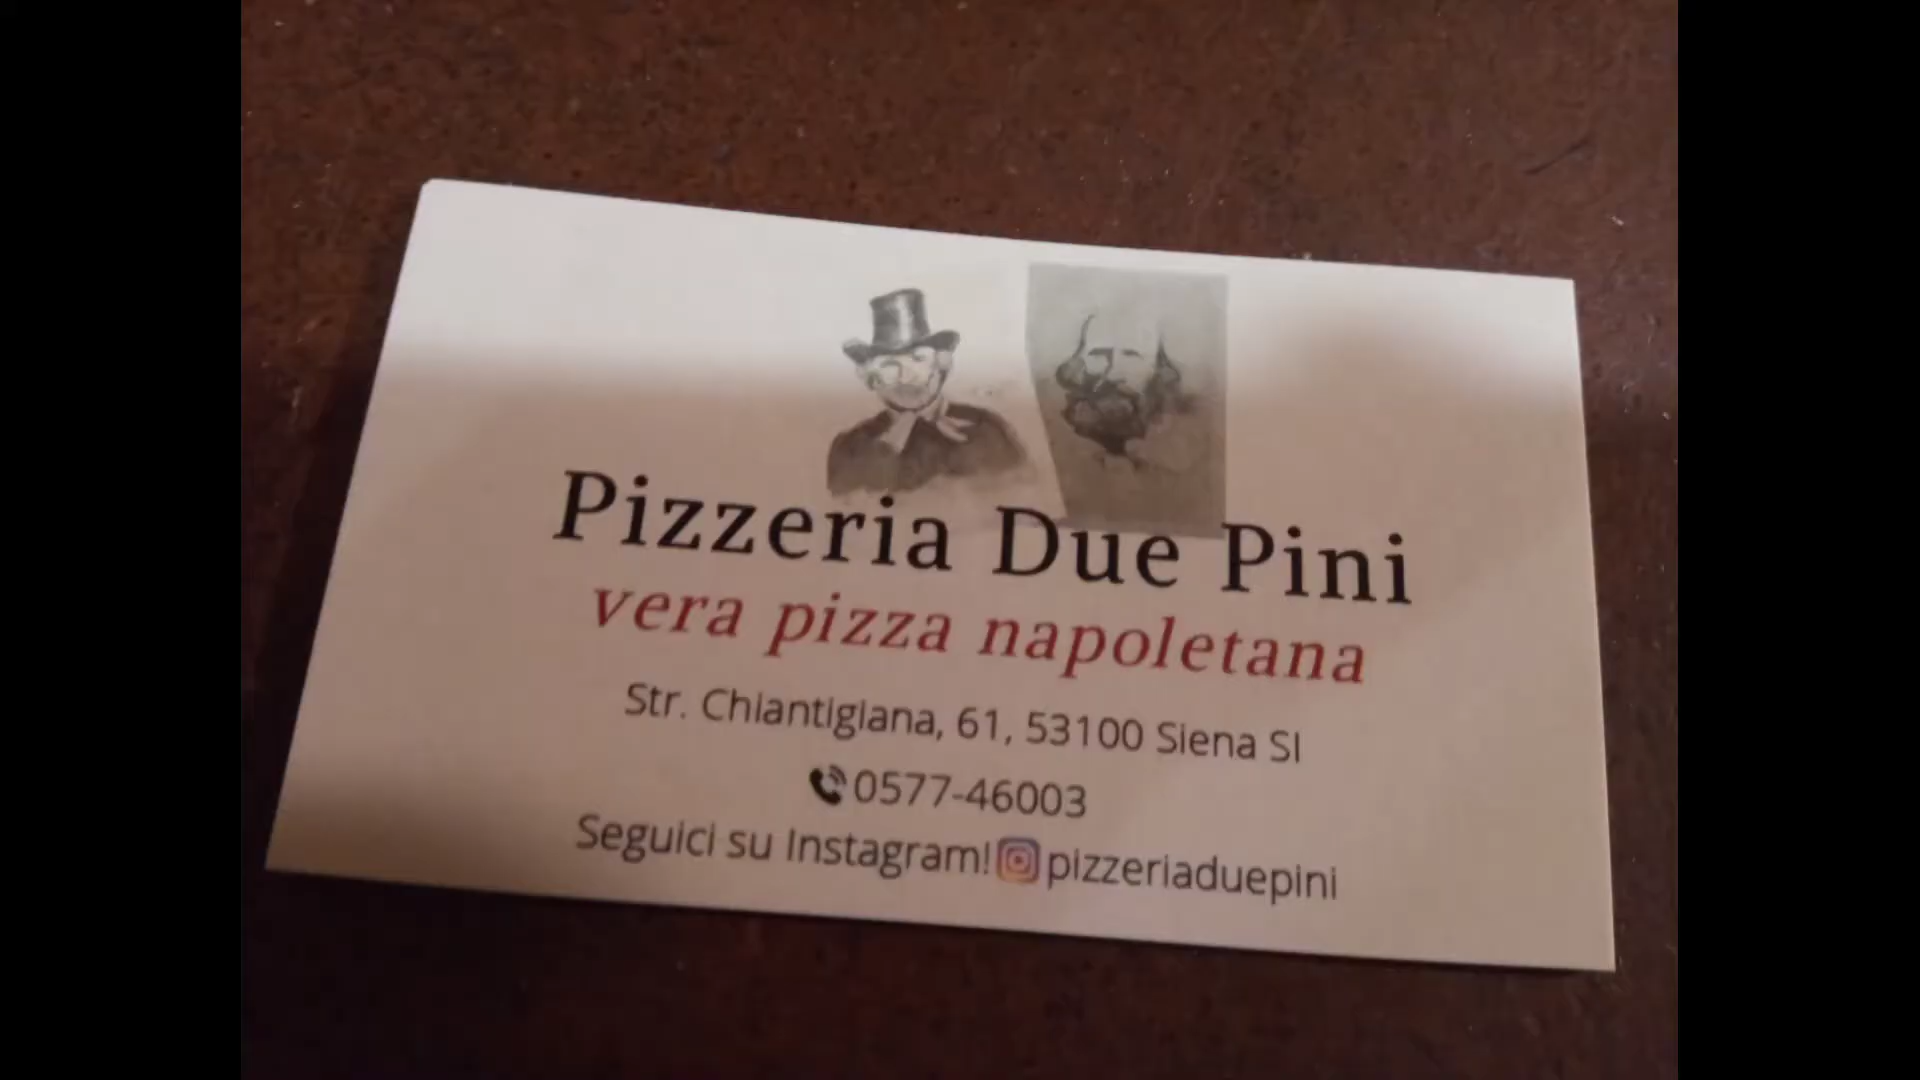 Pizzeria Due Pini
vera pizza napoletana
Str. Chiantigiana, 61, 53100 Siena SI
0577-46003
Seguici su Instagram! pizzeriaduepini